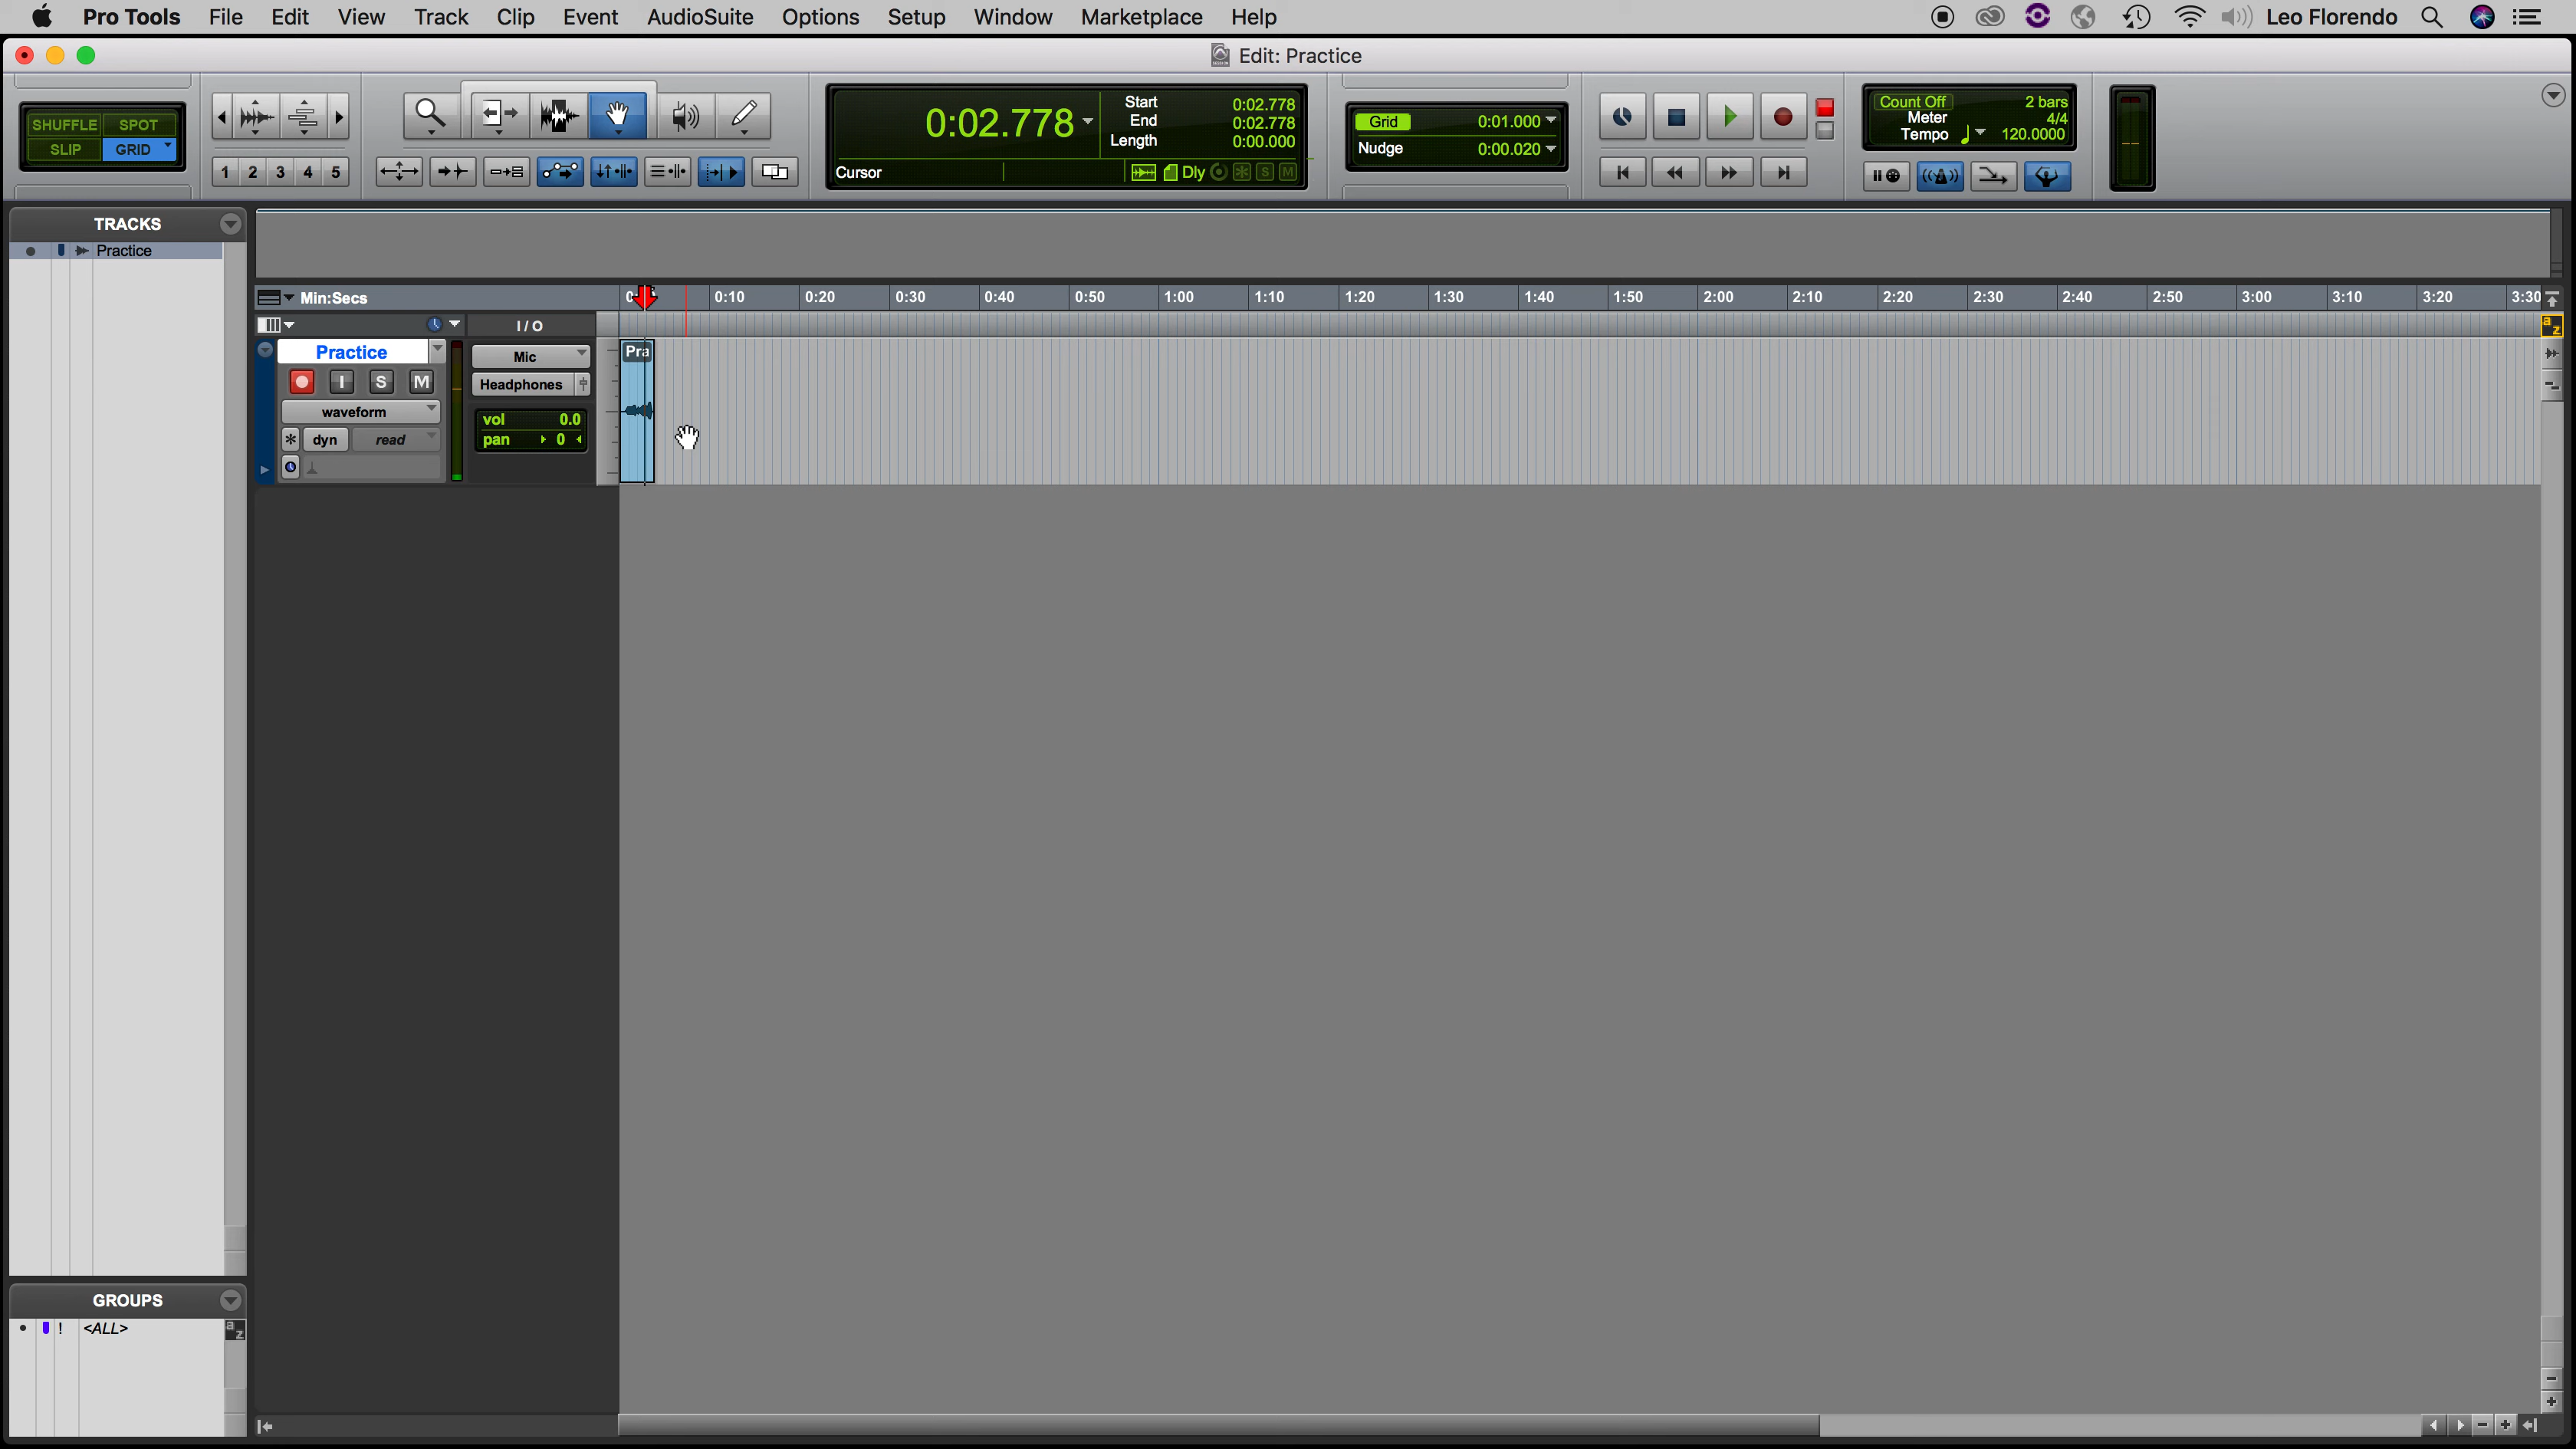 Pro Tools File Edit View Track Clip Event AudioSuite Options Setup Window Marketplace Help Leo Florendo
Edit: Practice
SHUFFLE SPOT
SLIP GRID
1 2 3 4 5
0:02.778
Start 0:02.778
End 0:02.778
Length 0:00.000
Cursor
Dly
S M
Grid 0:01.000
Nudge 0:00.020
Count Off 2 bars
Meter 4/4
Tempo 120.0000
TRACKS
Practice
Min:Secs
0:10 0:20 0:30 0:40 0:50 1:00 1:10 1:20 1:30 1:40 1:50 2:00 2:10 2:20 2:30 2:40 2:50 3:00 3:10 3:20 3:30
I / O
a z
Practice
I S M
waveform
dyn read
Mic
Headphones
vol 0.0
pan 0
Pra
GROUPS
! <ALL>
a z